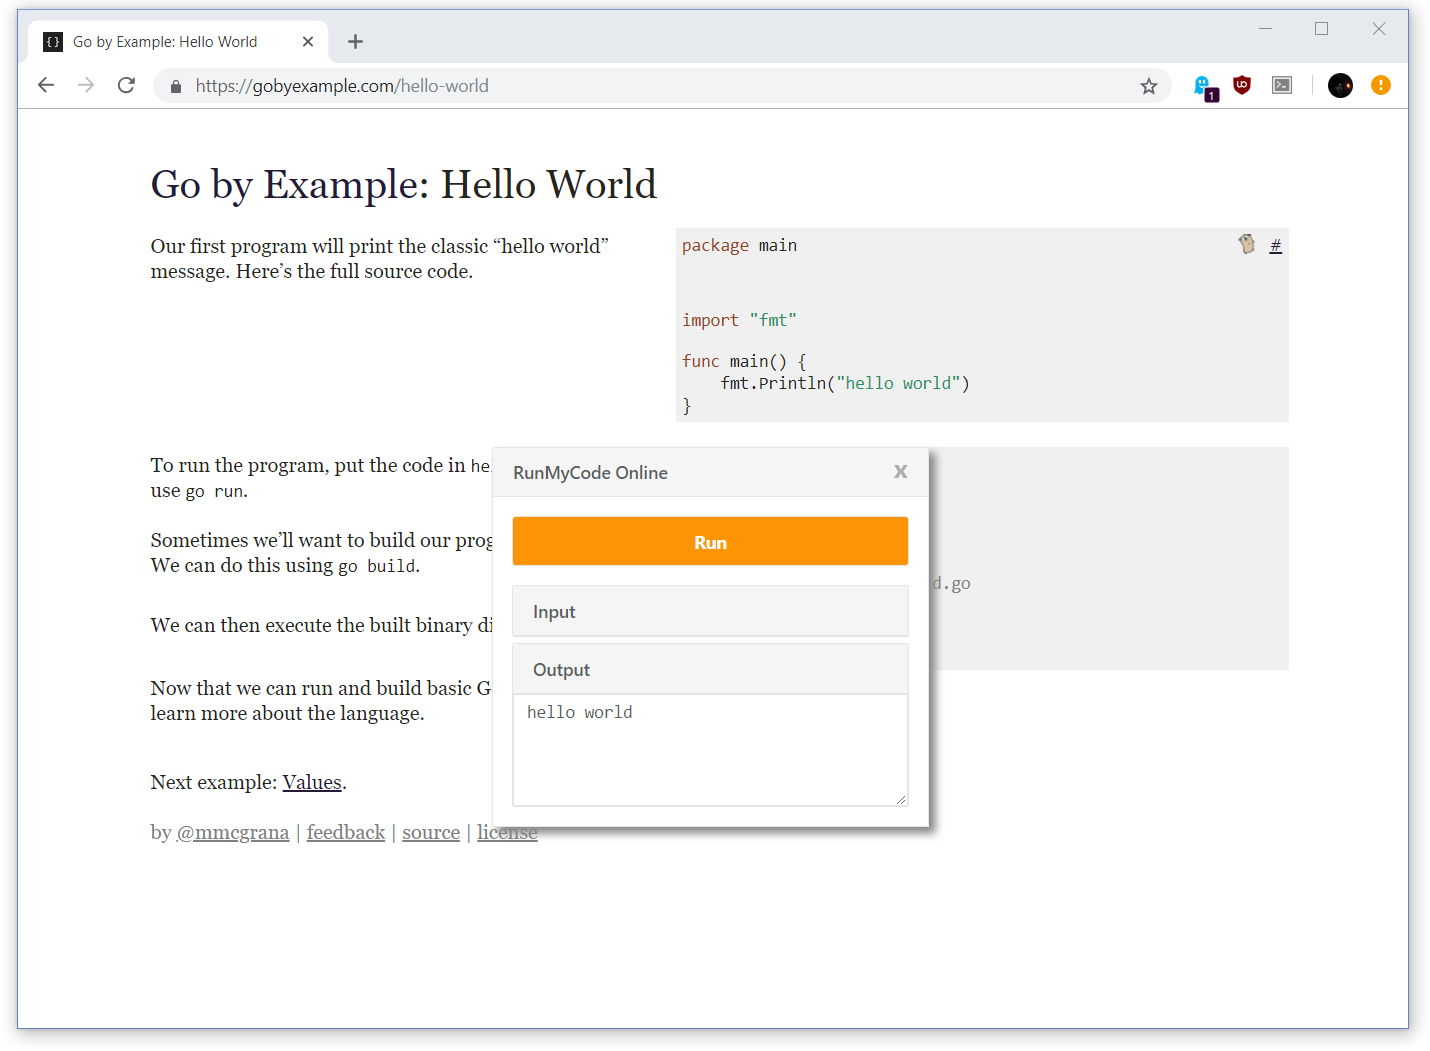 Go by Example: Hello World
https://gobyexample.com/hello-world
1
Go by Example: Hello World
Our first program will print the classic “hello world”
message. Here’s the full source code.
package main
#
import "fmt"
func main() {
    fmt.Println("hello world")
}
To run the program, put the code in he
use go run.
Sometimes we’ll want to build our prog
We can do this using go build.
We can then execute the built binary di
Now that we can run and build basic G
learn more about the language.
Next example: Values.
by @mmcgrana | feedback | source | license
d.go
RunMyCode Online
X
Run
Input
Output
hello world